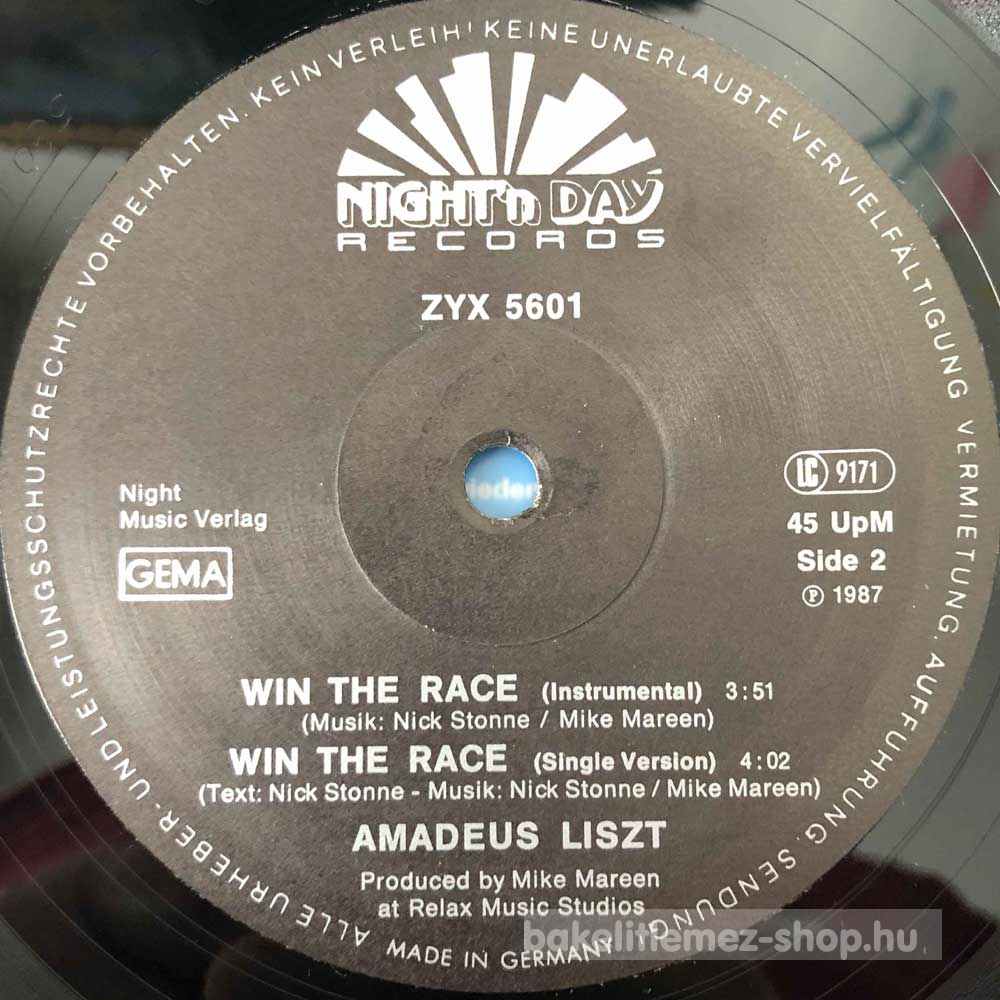 ALLE URHEBER- UND LEISTUNGSSCHUTZRECHTE VORBEHALTEN. KEIN VERLEIH! KEINE UNERLAUBTE VERVIELFÄLTIGUNG, VERMIETUNG, AUFFÜHRUNG, SENDUNG!
NIGHT'n DAY
RECORDS
ZYX 5601
Night
Music Verlag
GEMA
ieder
LC 9171
45 UpM
Side 2
℗ 1987
WIN THE RACE (Instrumental) 3:51
(Musik: Nick Stonne / Mike Mareen)
WIN THE RACE (Single Version) 4:02
(Text: Nick Stonne - Musik: Nick Stonne / Mike Mareen)
AMADEUS LISZT
Produced by Mike Mareen
at Relax Music Studios
MADE IN GERMANY
bakelitlemez-shop.hu